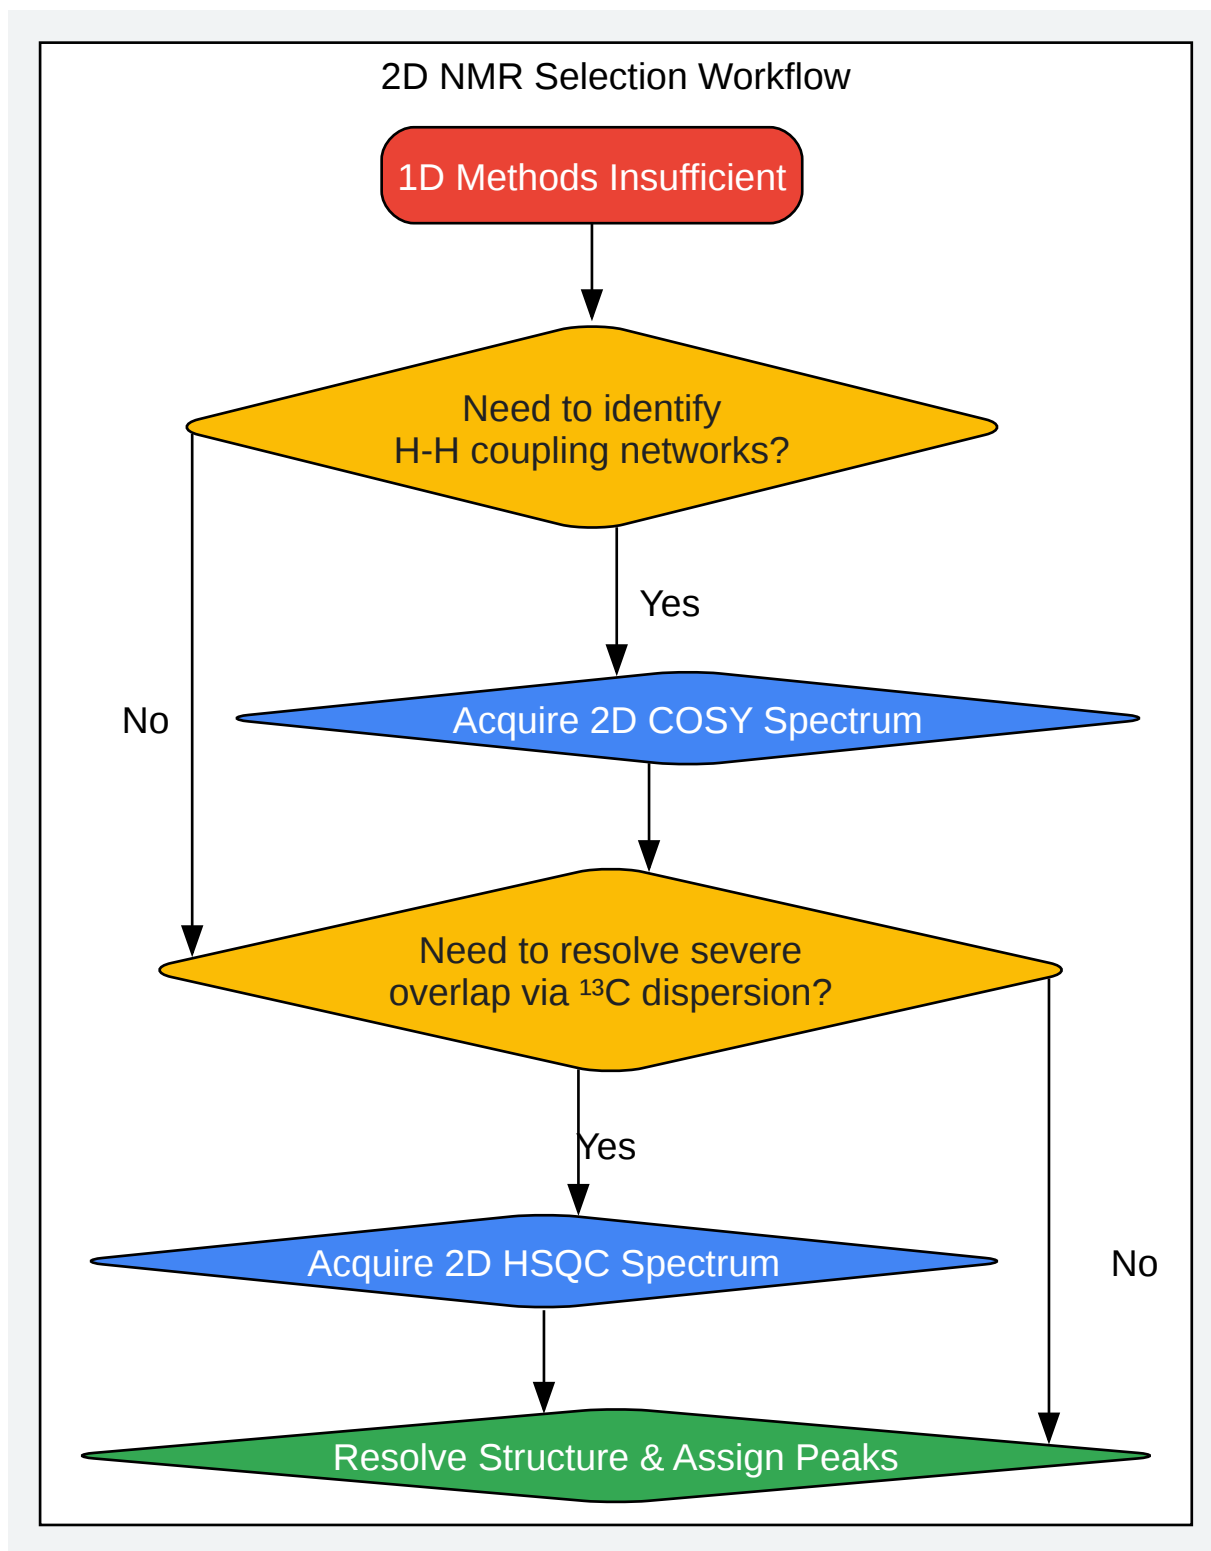 2D NMR Selection Workflow
1D Methods Insufficient
Need to identify
H-H coupling networks?
Yes
No
Acquire 2D COSY Spectrum
Need to resolve severe
overlap via ¹³C dispersion?
Yes
Acquire 2D HSQC Spectrum
No
Resolve Structure & Assign Peaks